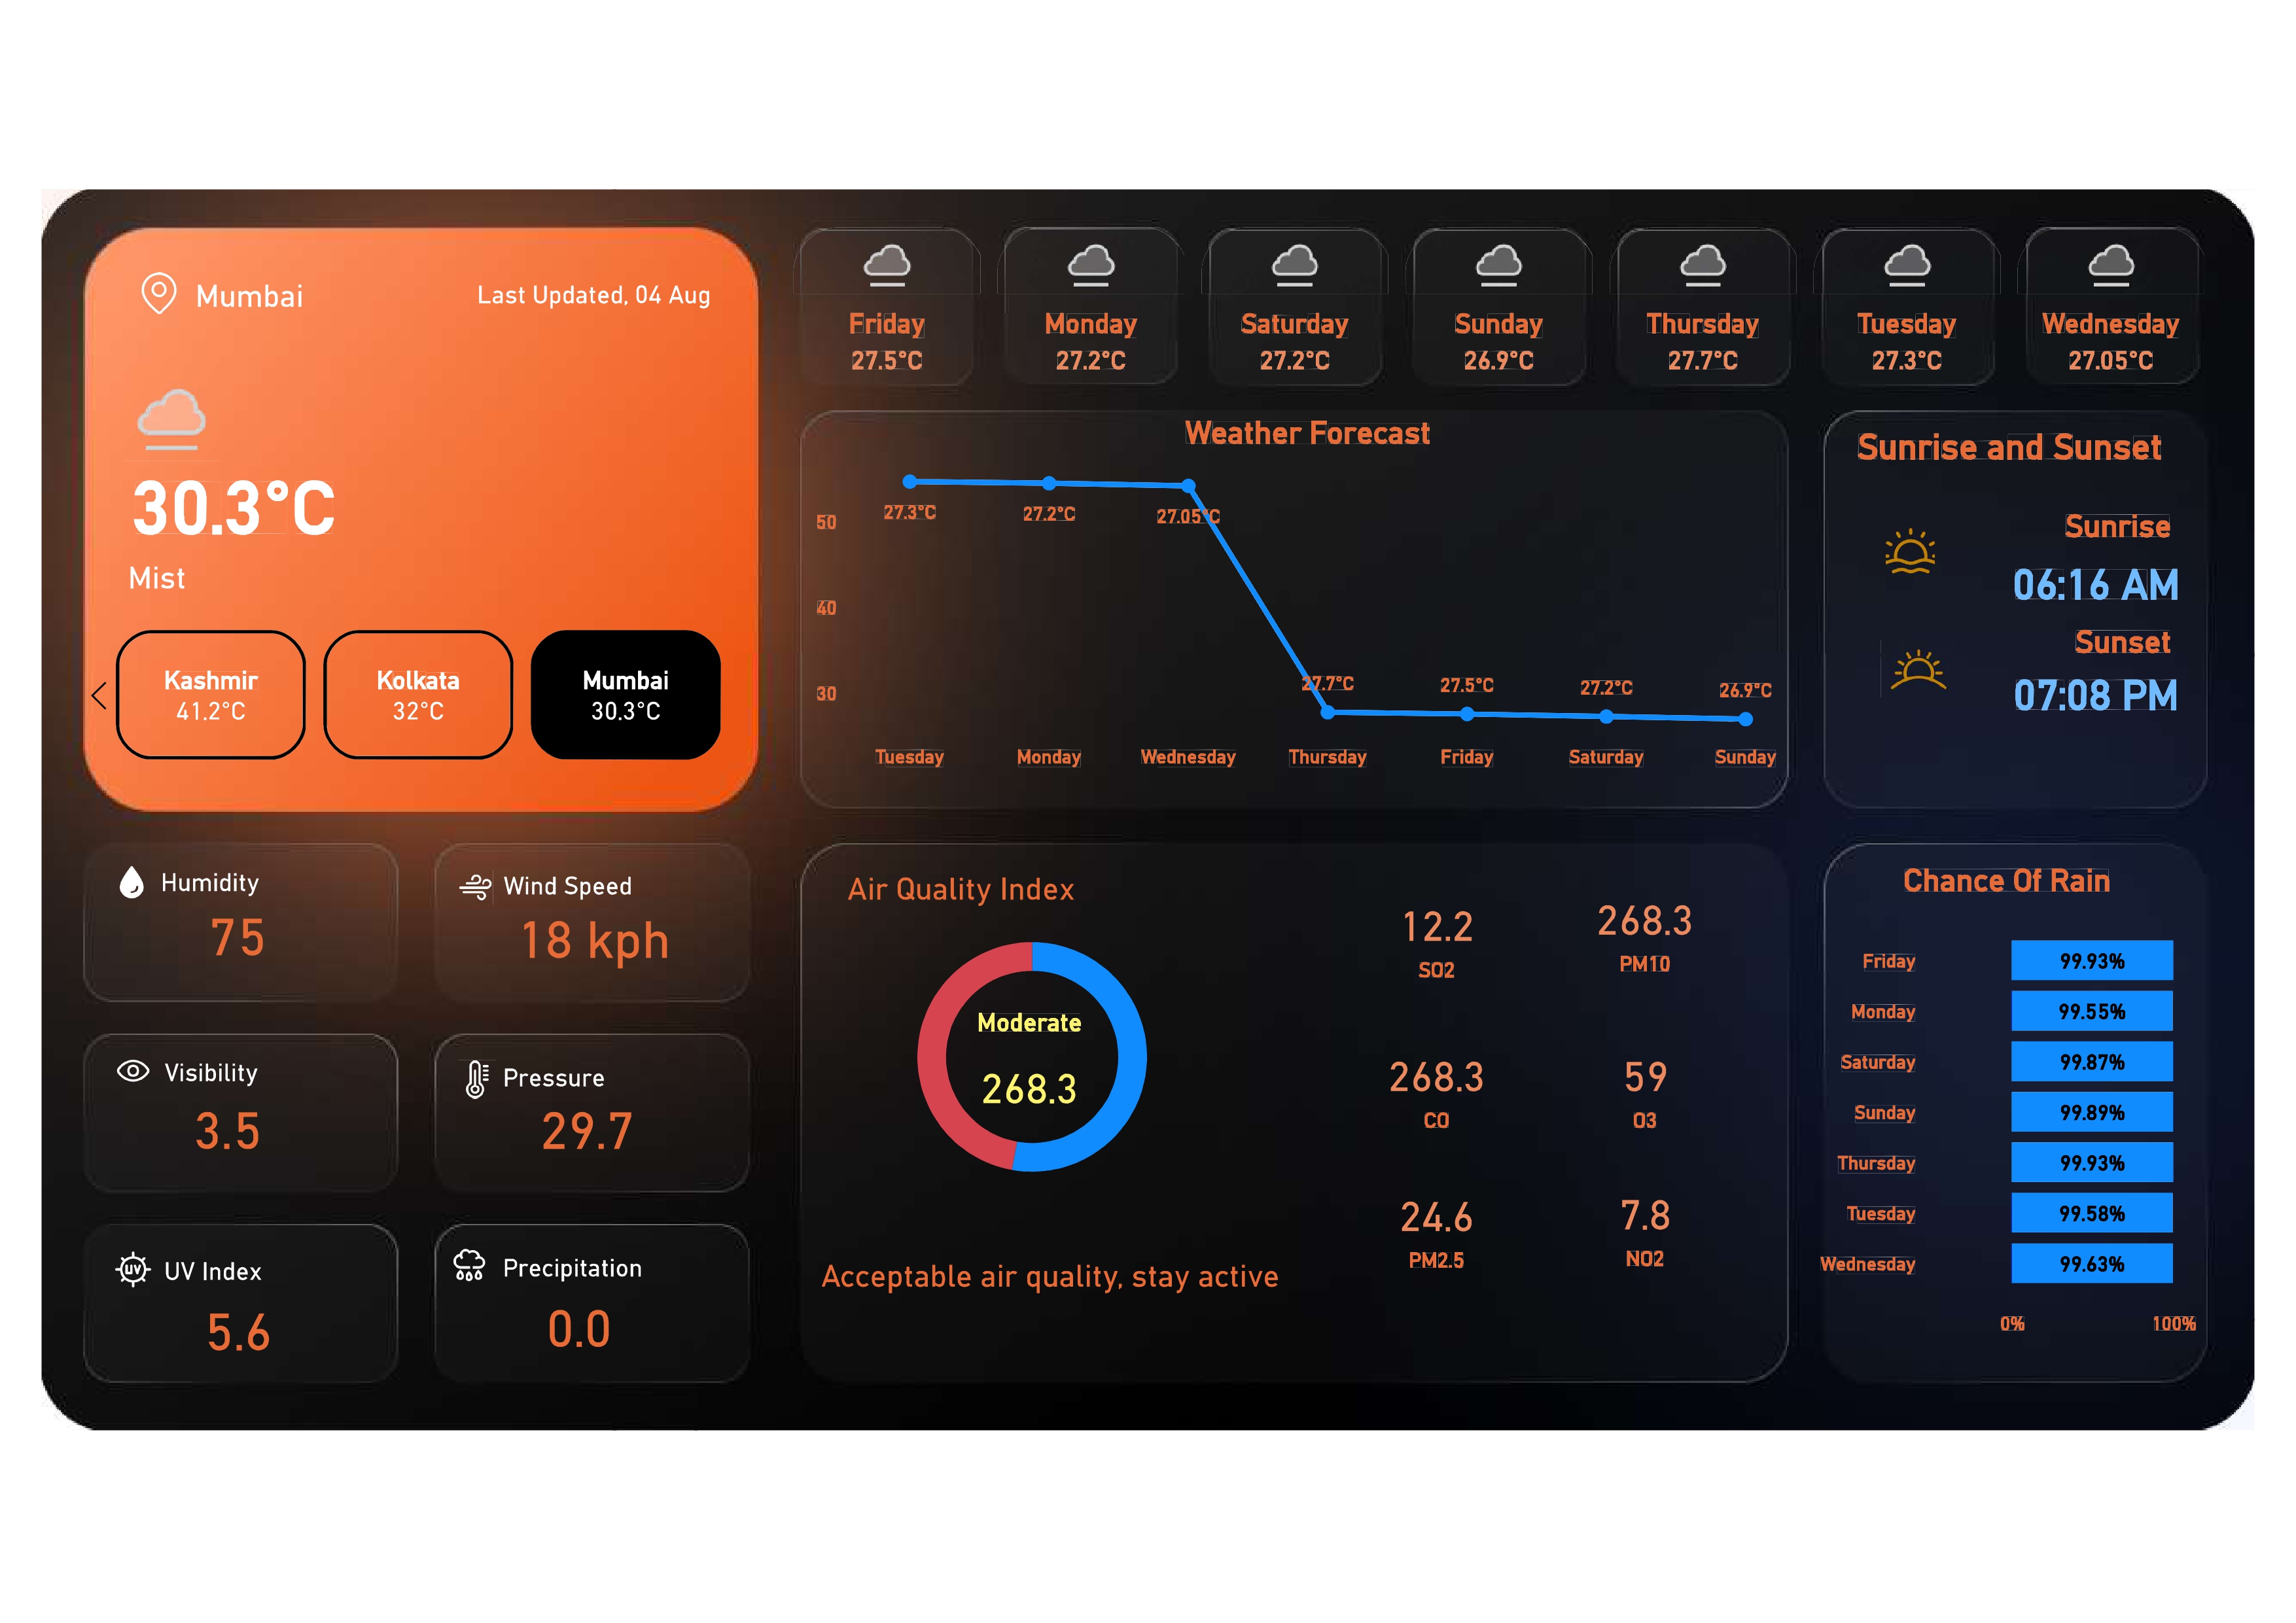 Mumbai
Last Updated, 04 Aug
30.3°C
Mist
Kashmir
41.2°C
Kolkata
32°C
Mumbai
30.3°C
Friday
27.5°C
Monday
27.2°C
Saturday
27.2°C
Sunday
26.9°C
Thursday
27.7°C
Tuesday
27.3°C
Wednesday
27.05°C
Weather Forecast
50
40
30
27.3°C
27.2°C
27.05°C
27.7°C
27.5°C
27.2°C
26.9°C
Tuesday
Monday
Wednesday
Thursday
Friday
Saturday
Sunday
Sunrise and Sunset
Sunrise
06:16 AM
Sunset
07:08 PM
Humidity
75
Wind Speed
18 kph
Visibility
3.5
Pressure
29.7
UV
UV Index
5.6
Precipitation
0.0
Air Quality Index
Moderate
268.3
Acceptable air quality, stay active
12.2
SO2
268.3
PM10
268.3
CO
59
O3
24.6
PM2.5
7.8
NO2
Chance Of Rain
Friday 99.93%
Monday 99.55%
Saturday 99.87%
Sunday 99.89%
Thursday 99.93%
Tuesday 99.58%
Wednesday 99.63%
0% 100%